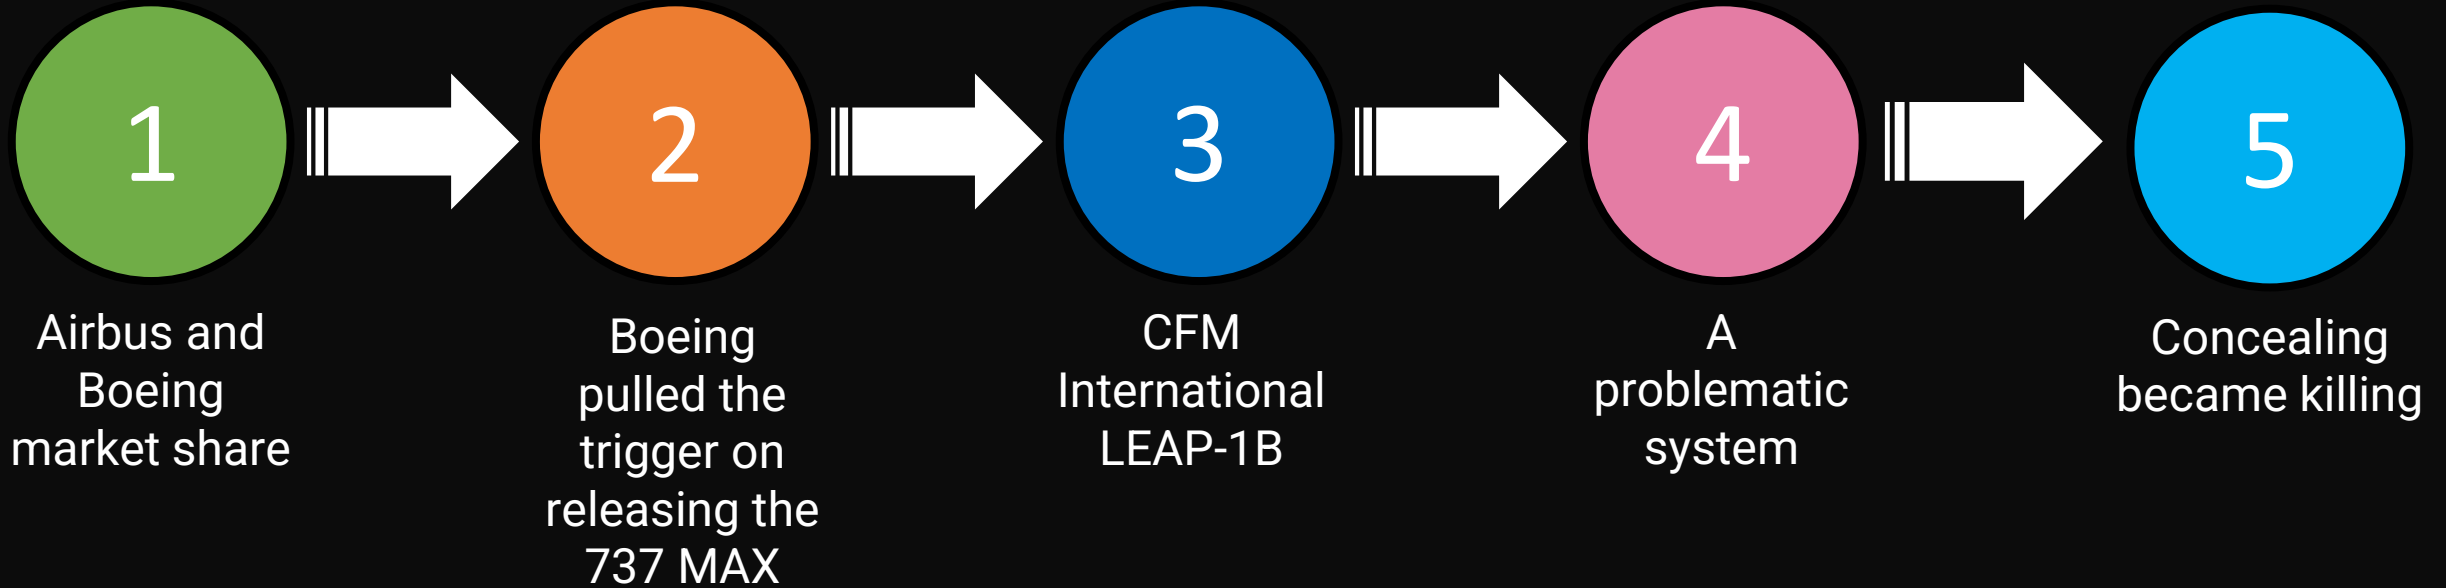 1
Airbus and
Boeing
market share
2
Boeing
pulled the
trigger on
releasing the
737 MAX
3
CFM
International
LEAP-1B
4
A
problematic
system
5
Concealing
became killing